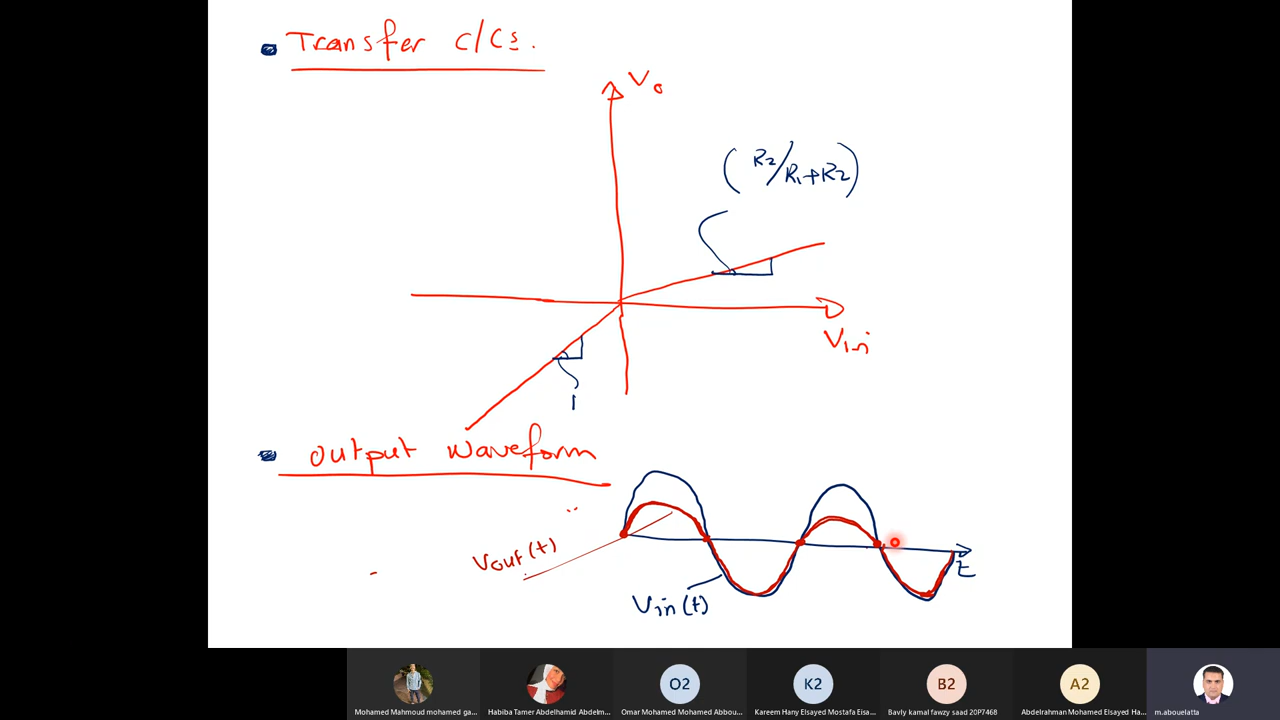 Transfer C/Cs.
Vo
(R2/R1+R2)
Vin
1
Output Waveform
Vout(t)
Vin(t)
t
O2
K2
B2
A2
Mohamed Mahmoud mohamed ga...
Habiba Tamer Abdelhamid Abdelm...
Omar Mohamed Mohamed Abbou...
Kareem Hany Elsayed Mostafa Eisa...
Bavly kamal fawzy saad 20P7468
Abdelrahman Mohamed Elsayed Ha...
m.abouelatta